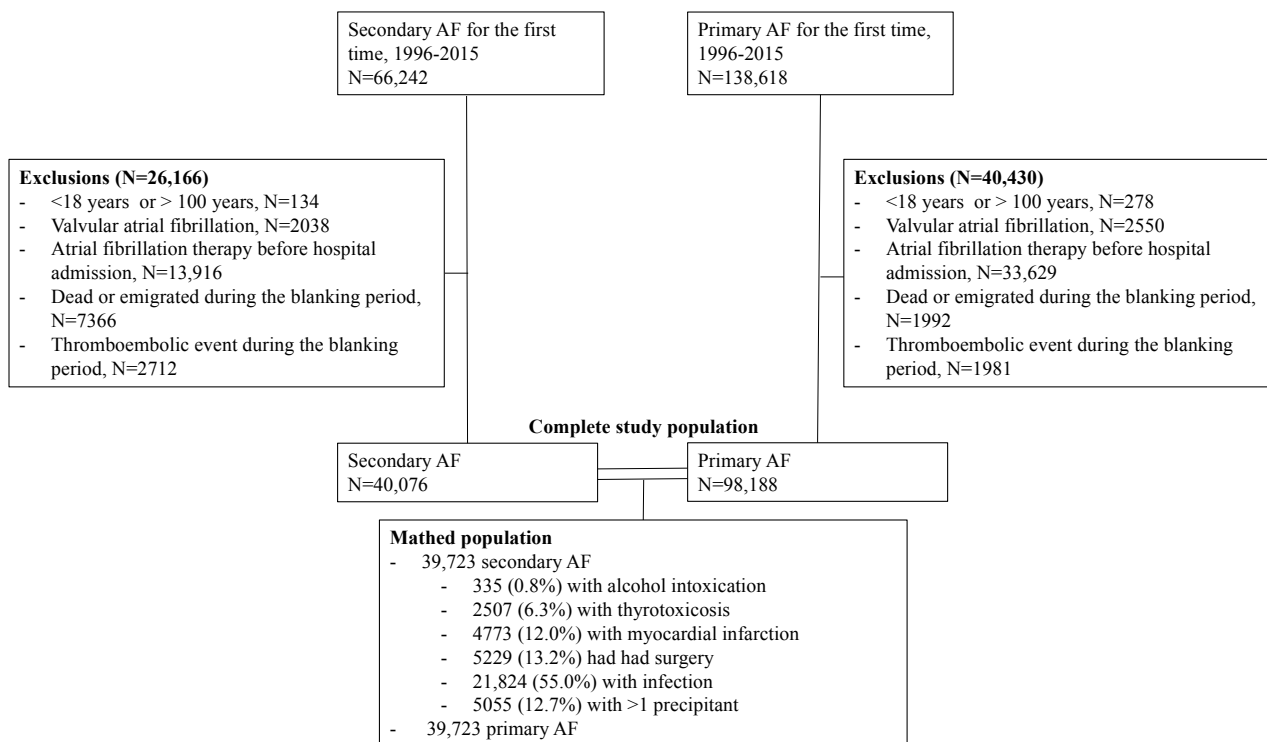 Secondary AF for the first
time, 1996-2015
N=66,242
Primary AF for the first time,
1996-2015
N=138,618
Exclusions (N=26,166)
- <18 years or > 100 years, N=134
- Valvular atrial fibrillation, N=2038
- Atrial fibrillation therapy before hospital
admission, N=13,916
- Dead or emigrated during the blanking period,
N=7366
- Thromboembolic event during the blanking
period, N=2712
Exclusions (N=40,430)
- <18 years or > 100 years, N=278
- Valvular atrial fibrillation, N=2550
- Atrial fibrillation therapy before hospital
admission, N=33,629
- Dead or emigrated during the blanking period,
N=1992
- Thromboembolic event during the blanking
period, N=1981
Complete study population
Secondary AF
N=40,076
Primary AF
N=98,188
Mathed population
- 39,723 secondary AF
- 335 (0.8%) with alcohol intoxication
- 2507 (6.3%) with thyrotoxicosis
- 4773 (12.0%) with myocardial infarction
- 5229 (13.2%) had had surgery
- 21,824 (55.0%) with infection
- 5055 (12.7%) with >1 precipitant
- 39,723 primary AF